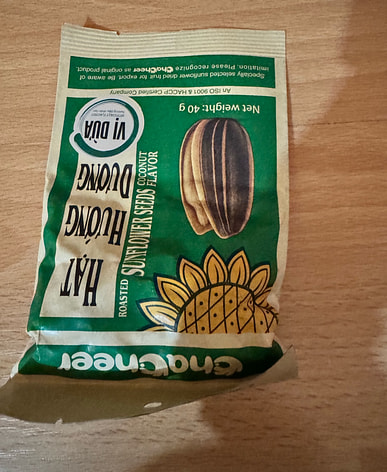 ChaCheer
HẠT
HƯỚNG
DƯƠNG
VỊ DỪA
ROASTED
SUNFLOWER SEEDS
COCONUT
FLAVOR
Net weight: 40 g
An ISO 9001 & HACCP Certified Company
Specially selected sunflower dried fruit for export. Be aware of
imitation. Please recognize ChaCheer as original product.